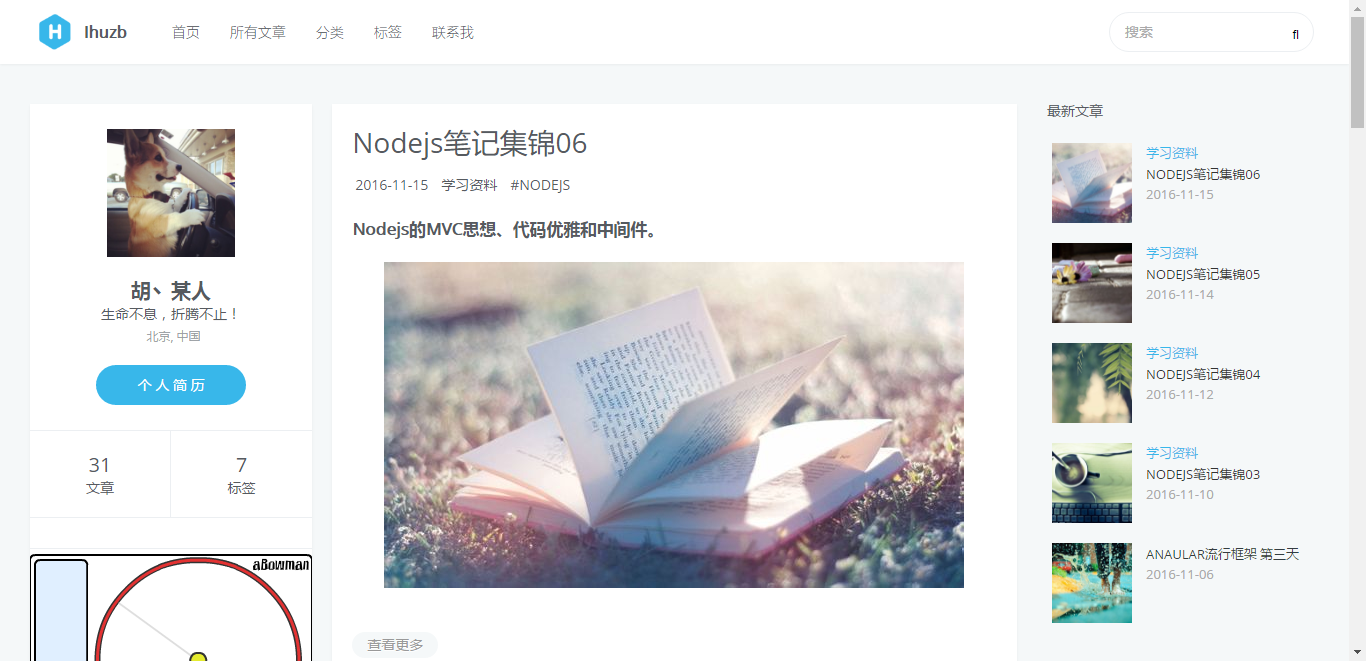 H Ihuzb 首页 所有文章 分类 标签 联系我 搜索 fl
胡丶某人
生命不息，折腾不止！
北京, 中国
个人简历
31 7
文章 标签
aBowman
Nodejs笔记集锦06
2016-11-15 学习资料 #NODEJS
Nodejs的MVC思想、代码优雅和中间件。
查看更多
最新文章
学习资料
NODEJS笔记集锦06
2016-11-15
学习资料
NODEJS笔记集锦05
2016-11-14
学习资料
NODEJS笔记集锦04
2016-11-12
学习资料
NODEJS笔记集锦03
2016-11-10
ANAULAR流行框架 第三天
2016-11-06